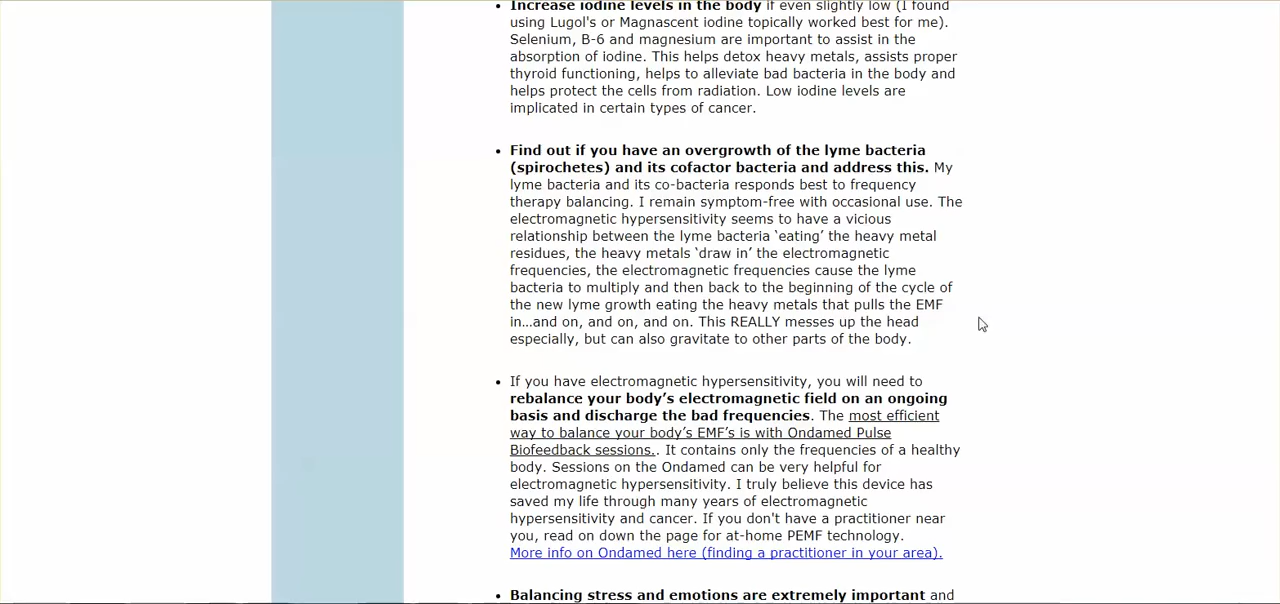 • Increase iodine levels in the body if even slightly low (I found
using Lugol's or Magnascent iodine topically worked best for me).
Selenium, B-6 and magnesium are important to assist in the
absorption of iodine. This helps detox heavy metals, assists proper
thyroid functioning, helps to alleviate bad bacteria in the body and
helps protect the cells from radiation. Low iodine levels are
implicated in certain types of cancer.
• Find out if you have an overgrowth of the lyme bacteria
(spirochetes) and its cofactor bacteria and address this. My
lyme bacteria and its co-bacteria responds best to frequency
therapy balancing. I remain symptom-free with occasional use. The
electromagnetic hypersensitivity seems to have a vicious
relationship between the lyme bacteria ‘eating’ the heavy metal
residues, the heavy metals ‘draw in’ the electromagnetic
frequencies, the electromagnetic frequencies cause the lyme
bacteria to multiply and then back to the beginning of the cycle of
the new lyme growth eating the heavy metals that pulls the EMF
in...and on, and on, and on. This REALLY messes up the head
especially, but can also gravitate to other parts of the body.
• If you have electromagnetic hypersensitivity, you will need to
rebalance your body’s electromagnetic field on an ongoing
basis and discharge the bad frequencies. The most efficient
way to balance your body’s EMF’s is with Ondamed Pulse
Biofeedback sessions.. It contains only the frequencies of a healthy
body. Sessions on the Ondamed can be very helpful for
electromagnetic hypersensitivity. I truly believe this device has
saved my life through many years of electromagnetic
hypersensitivity and cancer. If you don't have a practitioner near
you, read on down the page for at-home PEMF technology.
More info on Ondamed here (finding a practitioner in your area).
• Balancing stress and emotions are extremely important and